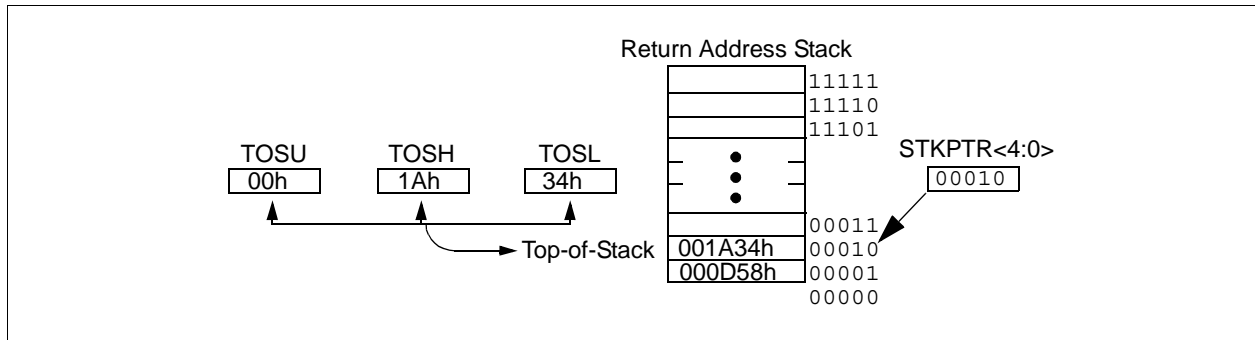 Return Address Stack
11111
11110
11101
TOSU TOSH TOSL STKPTR<4:0>
00h 1Ah 34h 00010
00011
Top-of-Stack 001A34h 00010
000D58h 00001
00000